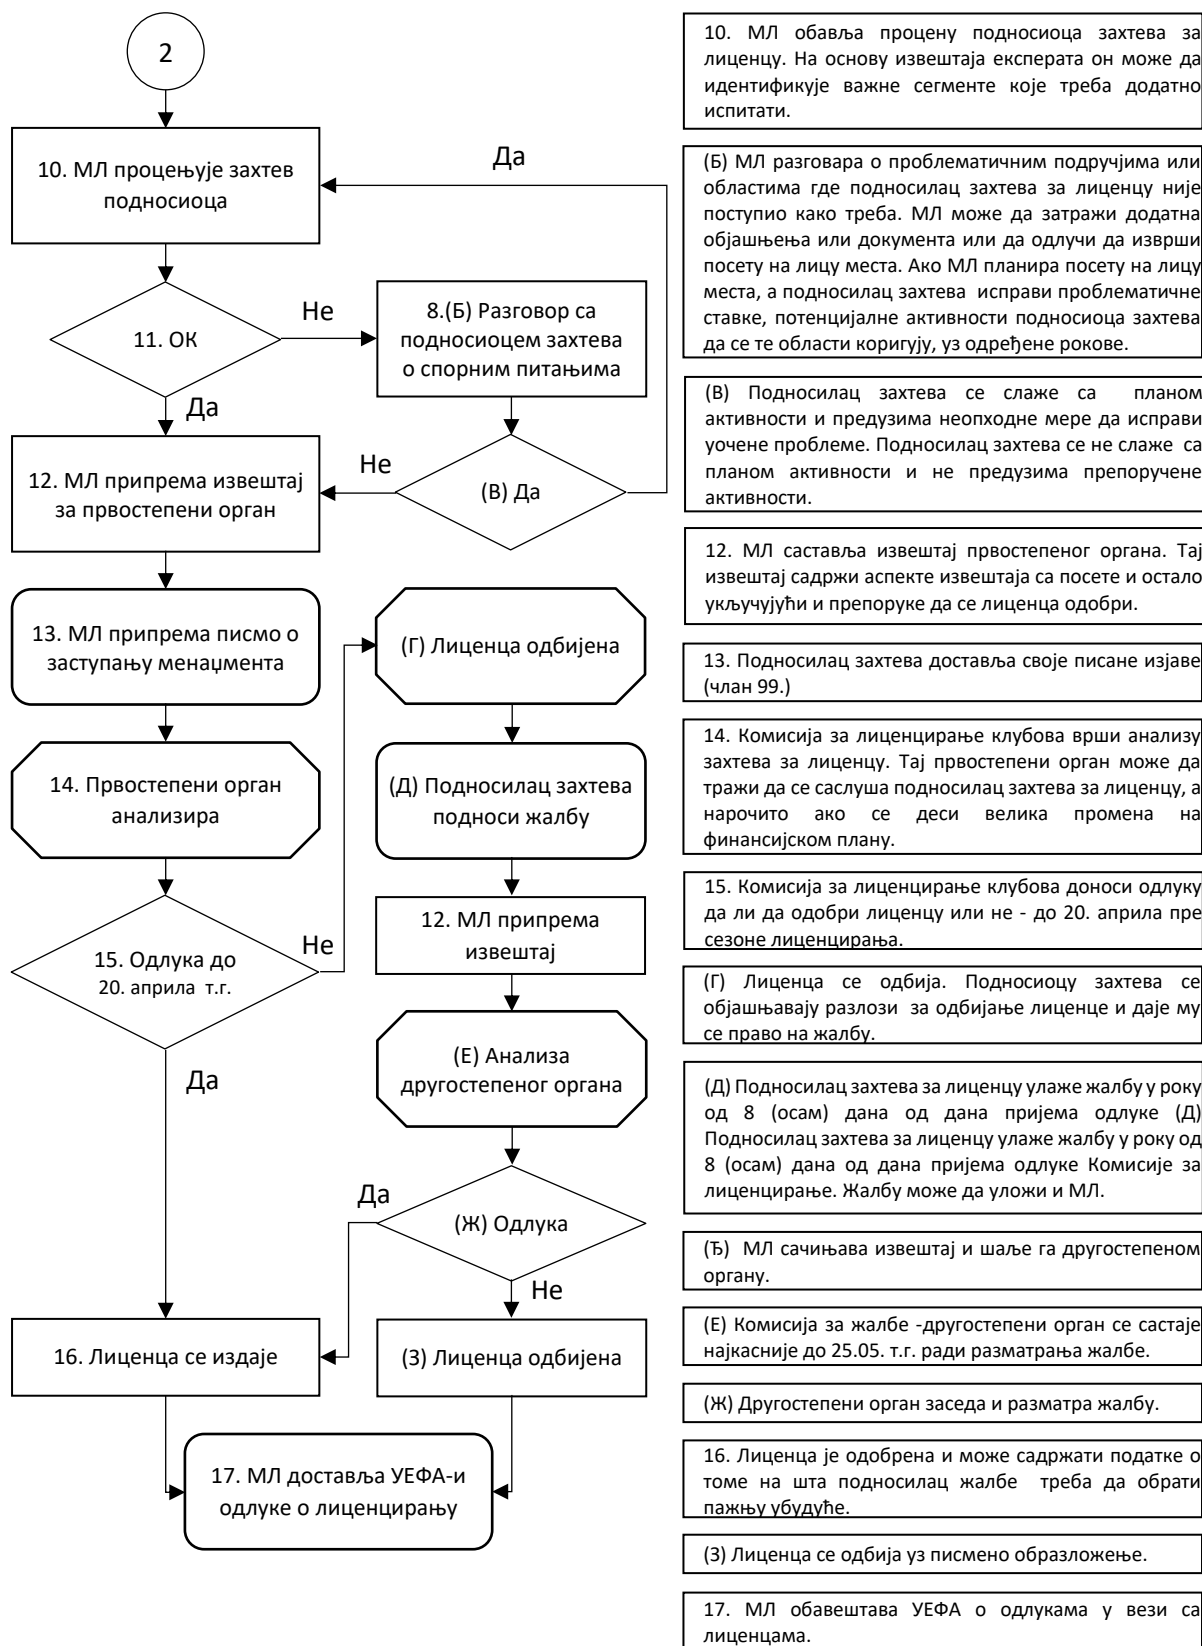 2
10. МЛ процењује захтев
подносиоца
Да
11. ОК
Не
8.(Б) Разговор са
подносиоцем захтева
о спорним питањима
Да
12. МЛ припрема извештај
за првостепени орган
Не
(В) Да
13. МЛ припрема писмо о
заступању менаџмента
(Г) Лиценца одбијена
14. Првостепени орган
анализира
(Д) Подносилац захтева
подноси жалбу
15. Одлука до
20. априла т.г.
Не
12. МЛ припрема
извештај
Да
(Е) Анализа
другостепеног органа
Да
(Ж) Одлука
Не
16. Лиценца се издаје
(З) Лиценца одбијена
17. МЛ доставља УЕФА-и
одлуке о лиценцирању
10. МЛ обавља процену подносиоца захтева за
лиценцу. На основу извештаја експерата он може да
идентификује важне сегменте које треба додатно
испитати.
(Б) МЛ разговара о проблематичним подручјима или
областима где подносилац захтева за лиценцу није
поступио како треба. МЛ може да затражи додатна
објашњења или документа или да одлучи да изврши
посету на лицу места. Ако МЛ планира посету на лицу
места, а подносилац захтева исправи проблематичне
ставке, потенцијалне активности подносиоца захтева
да се те области коригују, уз одређене рокове.
(В) Подносилац захтева се слаже са планом
активности и предузима неопходне мере да исправи
уочене проблеме. Подносилац захтева се не слаже са
планом активности и не предузима препоручене
активности.
12. МЛ саставља извештај првостепеног органа. Тај
извештај садржи аспекте извештаја са посете и остало
укључујући и препоруке да се лиценца одобри.
13. Подносилац захтева доставља своје писане изјаве
(члан 99.)
14. Комисија за лиценцирање клубова врши анализу
захтева за лиценцу. Тај првостепени орган може да
тражи да се саслуша подносилац захтева за лиценцу, а
нарочито ако се деси велика промена на
финансијском плану.
15. Комисија за лиценцирање клубова доноси одлуку
да ли да одобри лиценцу или не - до 20. априла пре
сезоне лиценцирања.
(Г) Лиценца се одбија. Подносиоцу захтева се
објашњавају разлози за одбијање лиценце и даје му
се право на жалбу.
(Д) Подносилац захтева за лиценцу улаже жалбу у року
од 8 (осам) дана од дана пријема одлуке (Д)
Подносилац захтева за лиценцу улаже жалбу у року од
8 (осам) дана од дана пријема одлуке Комисије за
лиценцирање. Жалбу може да уложи и МЛ.
(Ђ) МЛ сачињава извештај и шаље га другостепеном
органу.
(Е) Комисија за жалбе -другостепени орган се састаје
најкасније до 25.05. т.г. ради разматрања жалбе.
(Ж) Другостепени орган заседа и разматра жалбу.
16. Лиценца је одобрена и може садржати податке о
томе на шта подносилац жалбе треба да обрати
пажњу убудуће.
(З) Лиценца се одбија уз писмено образложење.
17. МЛ обавештава УЕФА о одлукама у вези са
лиценцама.